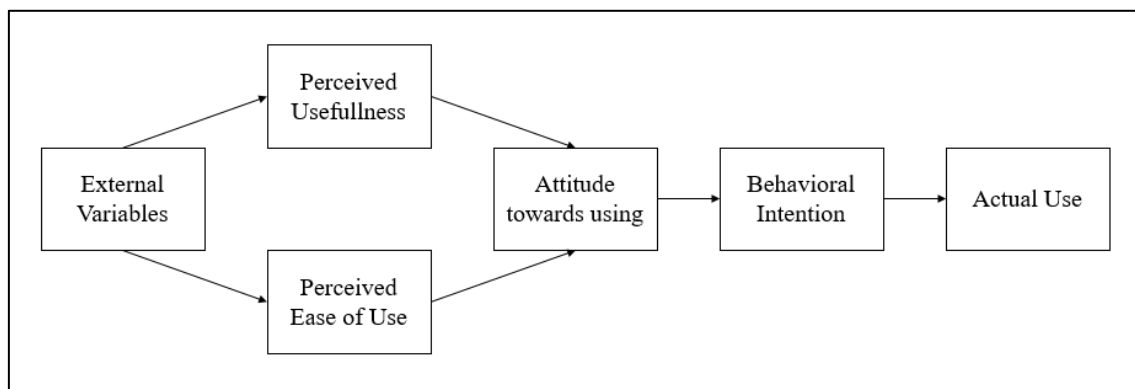 Perceived
Usefullness
External
Variables
Attitude
towards using
Behavioral
Intention
Actual Use
Perceived
Ease of Use